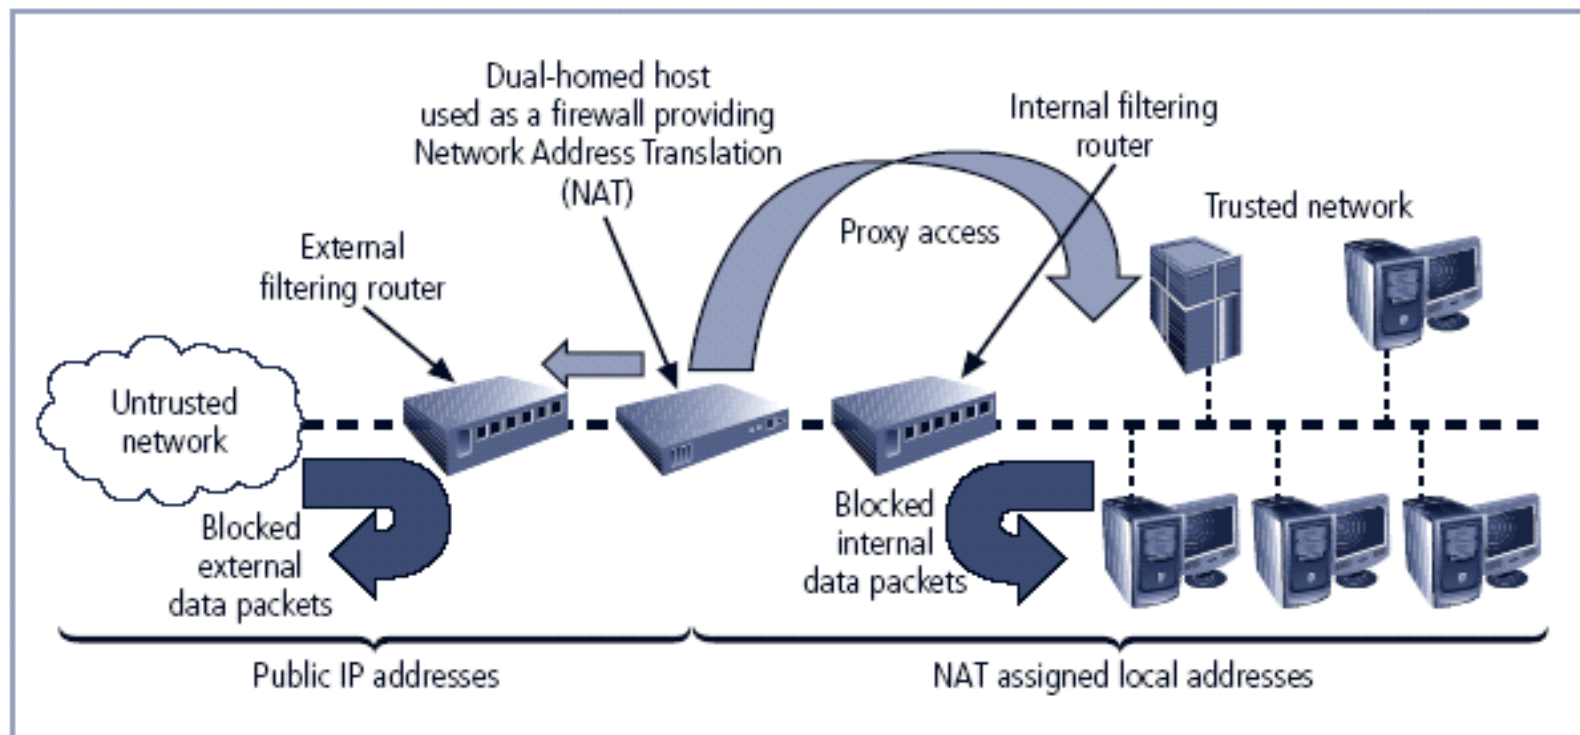 Dual-homed host
used as a firewall providing
Network Address Translation
(NAT)
Internal filtering
router
Trusted network
Proxy access
External
filtering router
Untrusted
network
Blocked
external
data packets
Blocked
internal
data packets
Public IP addresses
NAT assigned local addresses